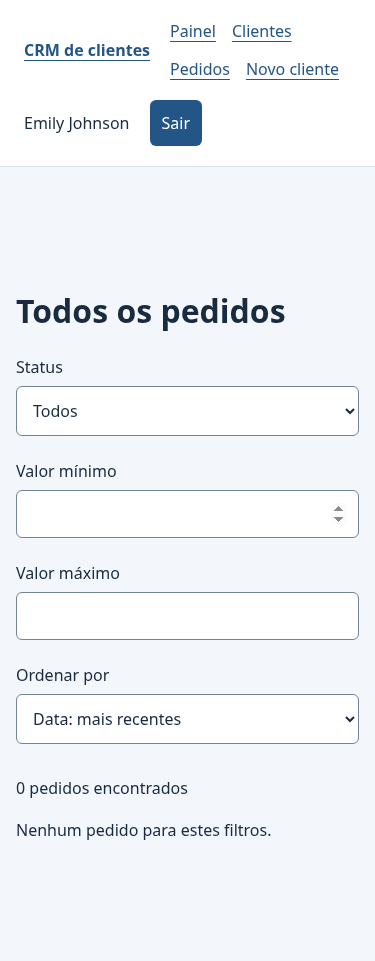 CRM de clientes
Painel Clientes
Pedidos Novo cliente
Emily Johnson Sair
Todos os pedidos
Status
Todos
Valor mínimo
Valor máximo
Ordenar por
Data: mais recentes
0 pedidos encontrados
Nenhum pedido para estes filtros.